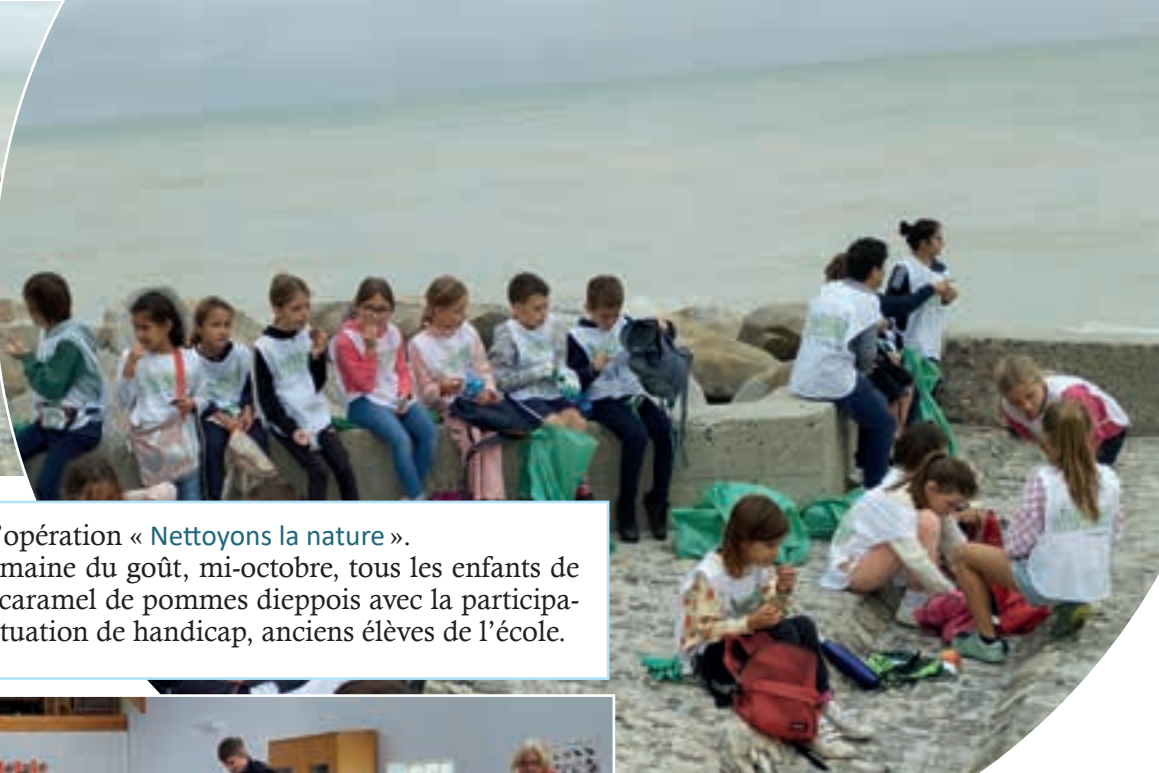 ’opération « Nettoyons la nature ».
maine du goût, mi-octobre, tous les enfants de
caramel de pommes dieppois avec la participa-
tuation de handicap, anciens élèves de l’école.